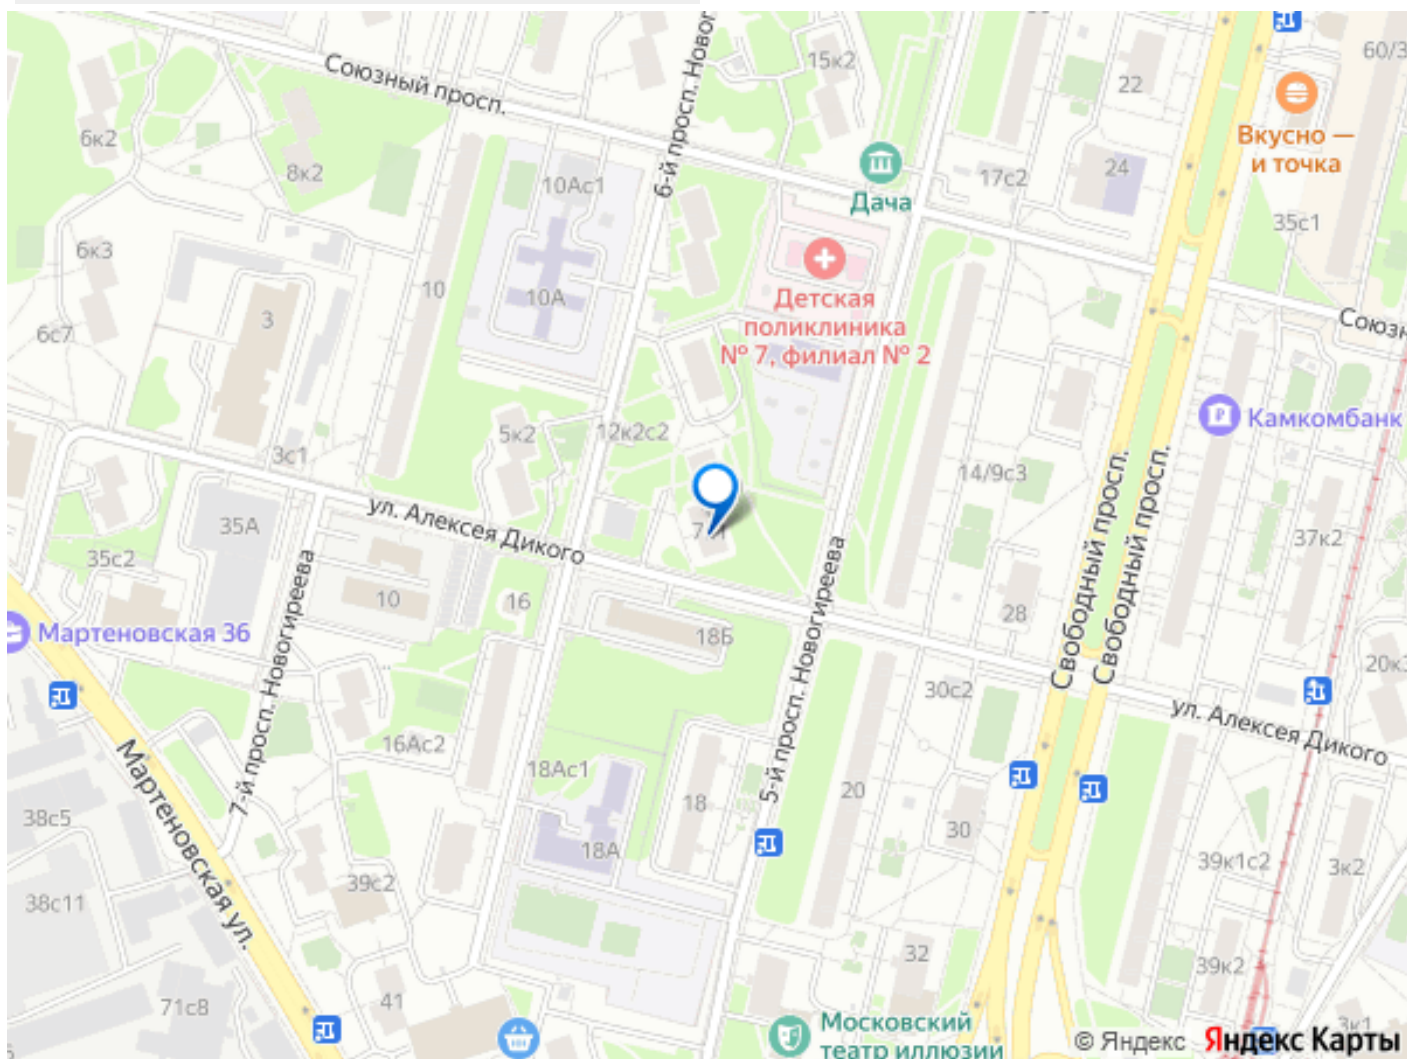 60/3
15к2
22
Союзный просп.
6-й просп. Новог
Вкусно —
и точка
6к2
8к2
10Ас1
24
17с2
Дача
35с1
6к3
10
10А
Детская
поликлиника
№ 7, филиал № 2
3
6с7
Союзн
5к2
12к2с2
Камкомбанк
3с1
14/9с3
Свободный просп.
Свободный просп.
ул. Алексея Дикого
35А
37к2
35с2
7-й просп. Новогиреева
5-й просп. Новогиреева
10
16
28
Мартеновская 36
18Б
20к3
30с2
ул. Алексея Дикого
16Ас2
18Ас1
Мартеновская ул.
18
20
38с5
30
18А
39к1с2
3к2
39с2
38с11
32
39к2
71с8
41
Московский
театр иллюзии
3к1
© Яндекс Яндекс Карты